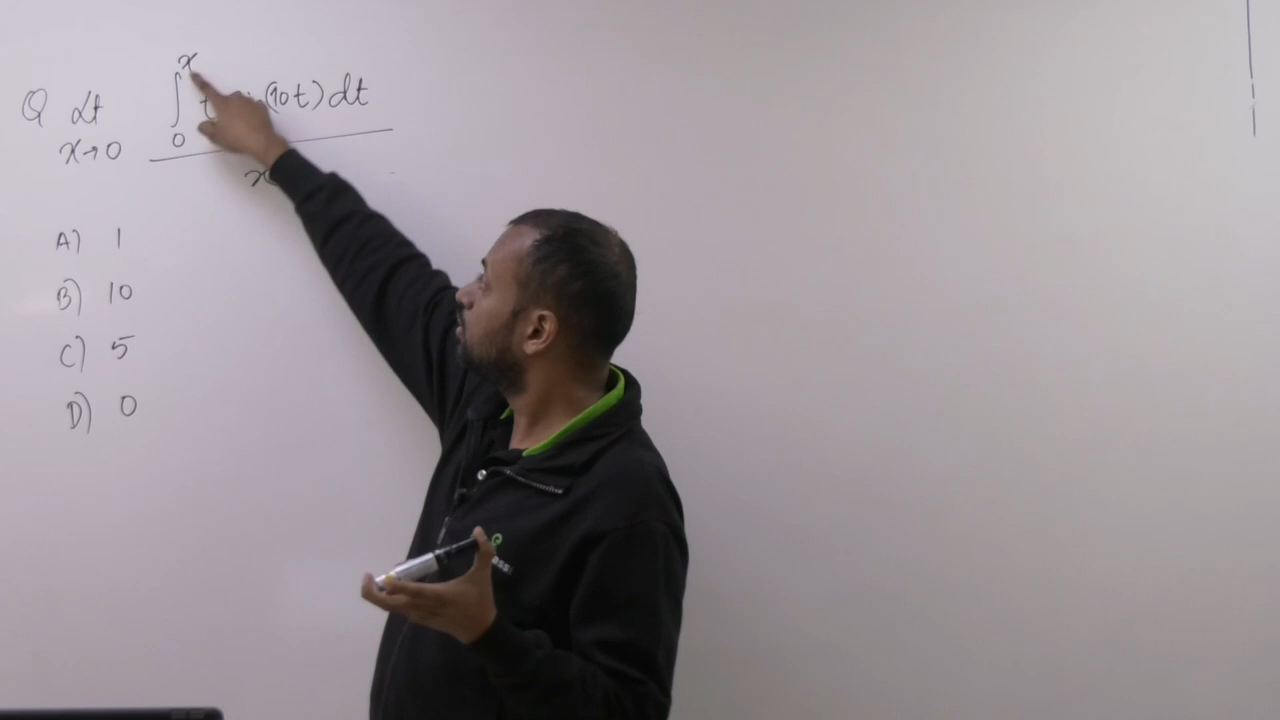 Q Lt x→0 ∫ 0 x t (10t) dt
x
A) 1
B) 10
C) 5
D) 0